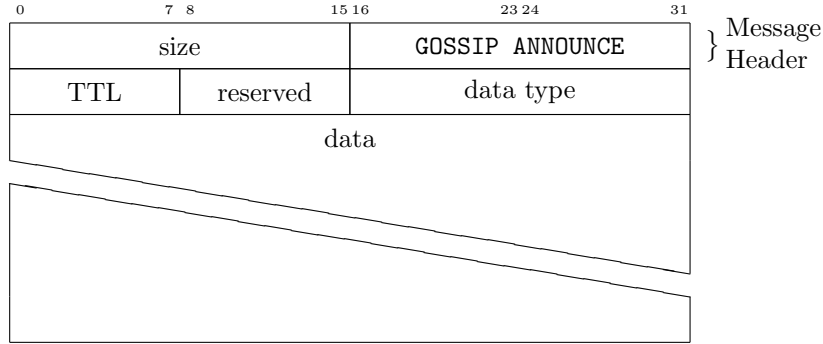 0 7 8 15 16 23 24 31
size GOSSIP ANNOUNCE } Message
Header
TTL reserved data type
data